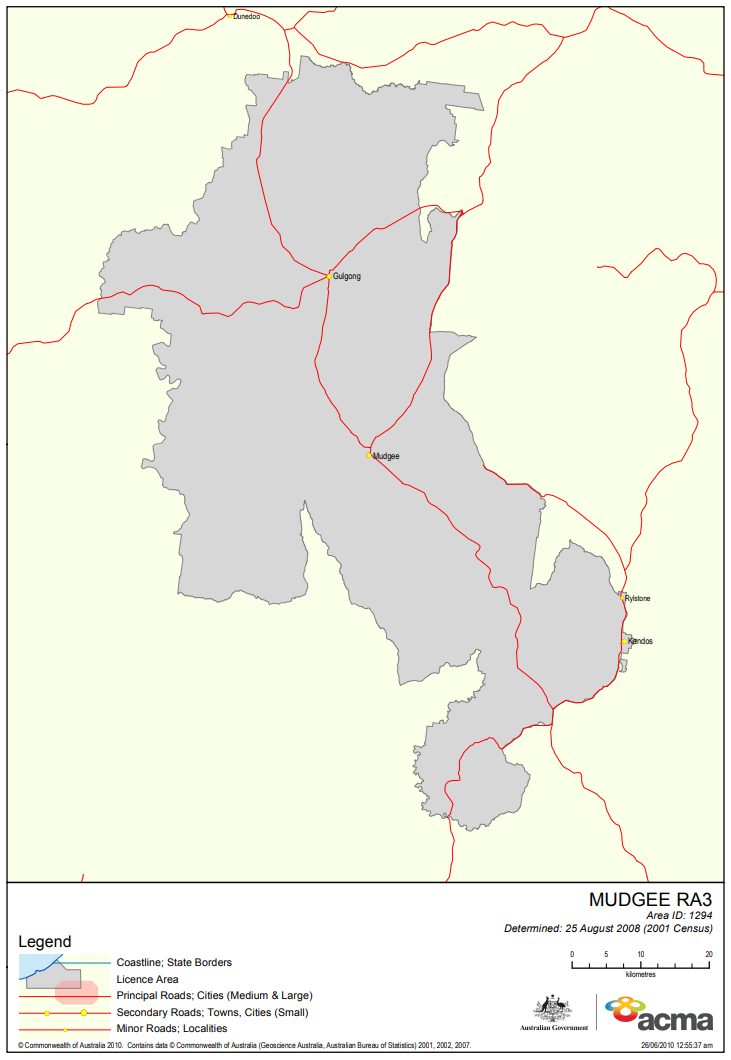 Dunedoo
Gulgong
Mudgee
Rylstone
Kandos
MUDGEE RA3
Area ID: 1294
Determined: 25 August 2008 (2001 Census)
Legend
0 5 10 20
kilometres
Coastline; State Borders
Licence Area
Principal Roads; Cities (Medium & Large)
Secondary Roads; Towns, Cities (Small)
Minor Roads; Localities
Australian Government
acma
© Commonwealth of Australia 2010. Contains data © Commonwealth of Australia (Geoscience Australia, Australian Bureau of Statistics) 2001, 2002, 2007.
26/06/2010 12:55:37 am